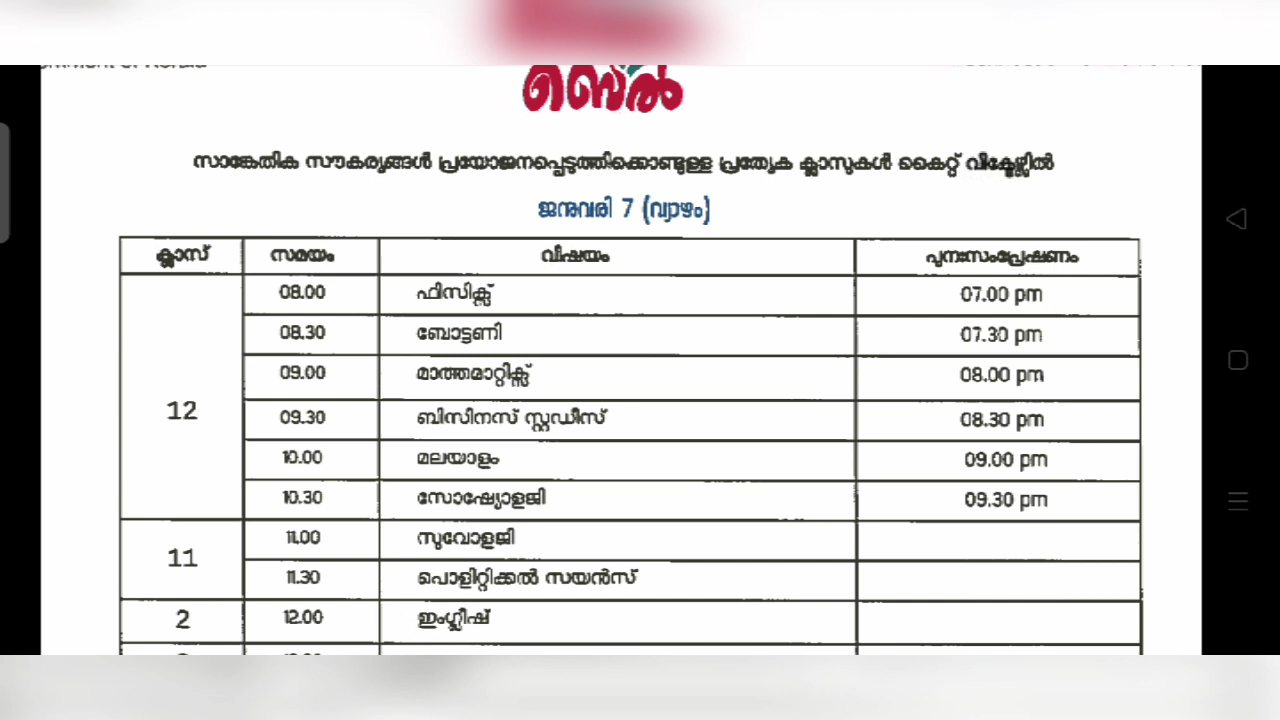 ബെൽ
സാങ്കേതിക സൗകര്യങ്ങൾ പ്രയോജനപ്പെടുത്തിക്കൊണ്ടുള്ള പ്രത്യേക ക്ലാസുകൾ കൈറ്റ് വിക്ടേഴ്സിൽ
ജനുവരി 7 (വ്യാഴം)
ക്ലാസ് സമയം വിഷയം പുനഃസംപ്രേഷണം
08.00 ഫിസിക്സ് 07.00 pm
08.30 ബോട്ടണി 07.30 pm
09.00 മാത്തമാറ്റിക്സ് 08.00 pm
12 09.30 ബിസിനസ് സ്റ്റഡീസ് 08.30 pm
10.00 മലയാളം 09.00 pm
10.30 സോഷ്യോളജി 09.30 pm
11 11.00 സുവോളജി
11.30 പൊളിറ്റിക്കൽ സയൻസ്
2 12.00 ഇംഗ്ലീഷ്